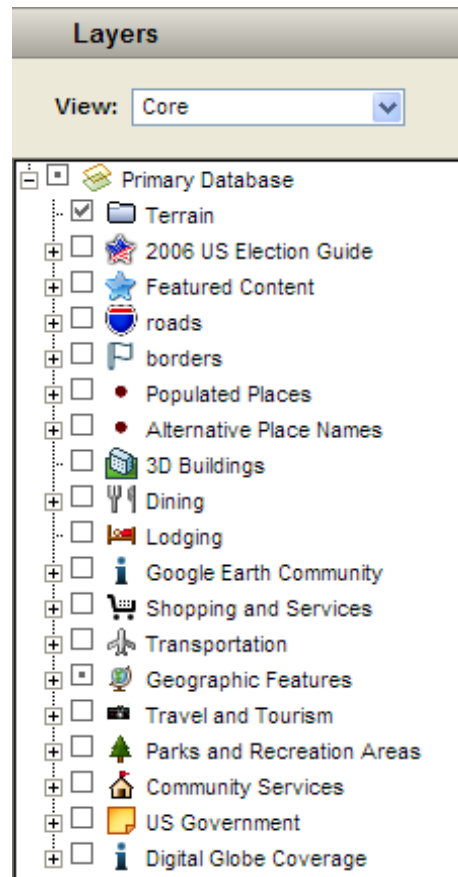 Layers
View: Core
Primary Database
Terrain
2006 US Election Guide
Featured Content
roads
borders
Populated Places
Alternative Place Names
3D Buildings
Dining
Lodging
Google Earth Community
Shopping and Services
Transportation
Geographic Features
Travel and Tourism
Parks and Recreation Areas
Community Services
US Government
Digital Globe Coverage